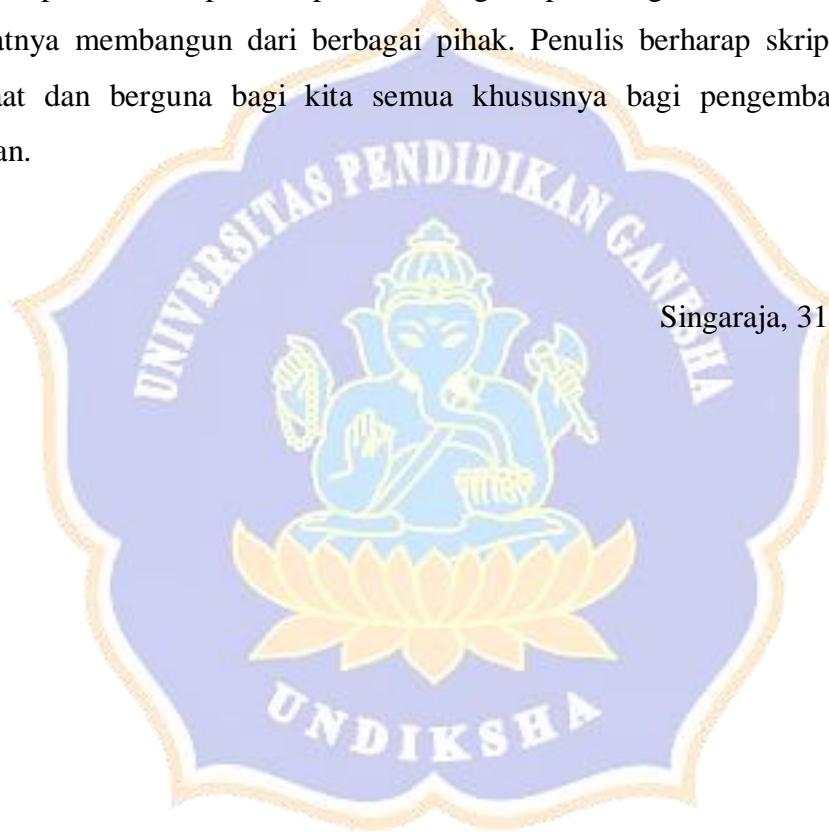 atnya membangun dari berbagai pihak. Penulis berharap skrip
aat dan berguna bagi kita semua khususnya bagi pengemba
an.
UNIVERSITAS PENDIDIKAN GANESHA
Singaraja, 31
UNDIKSHA